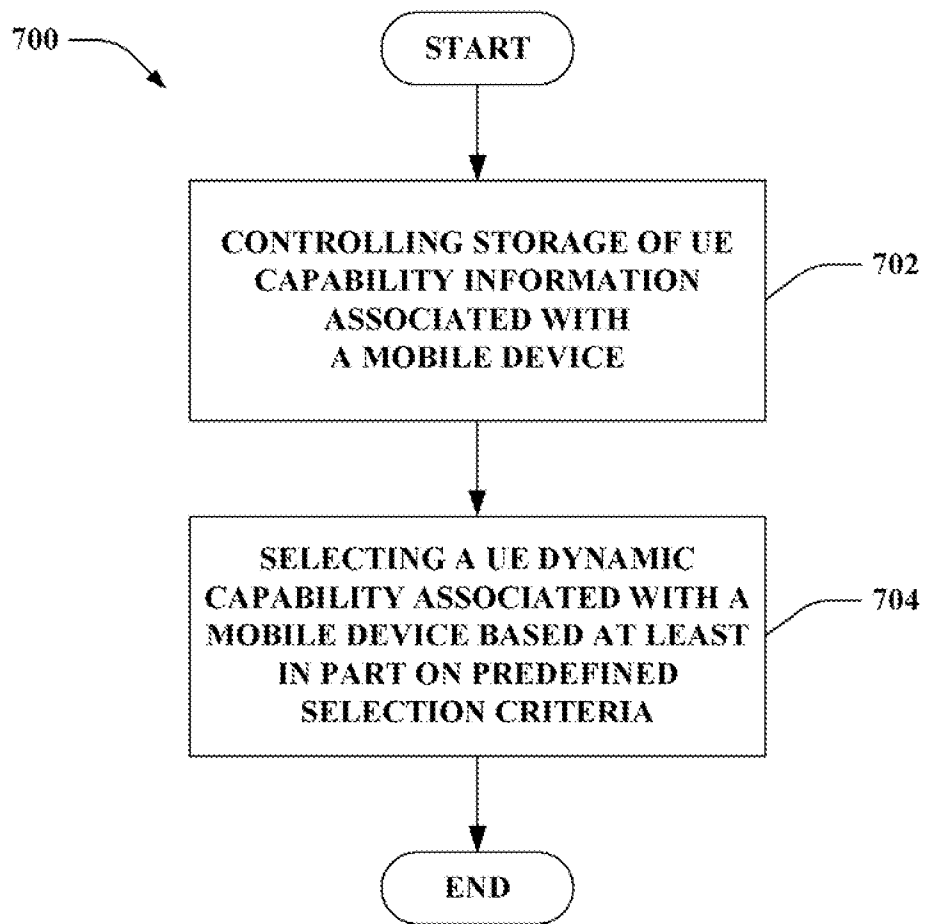 700
START
CONTROLLING STORAGE OF UE
CAPABILITY INFORMATION
ASSOCIATED WITH
A MOBILE DEVICE
702
SELECTING A UE DYNAMIC
CAPABILITY ASSOCIATED WITH A
MOBILE DEVICE BASED AT LEAST
IN PART ON PREDEFINED
SELECTION CRITERIA
704
END